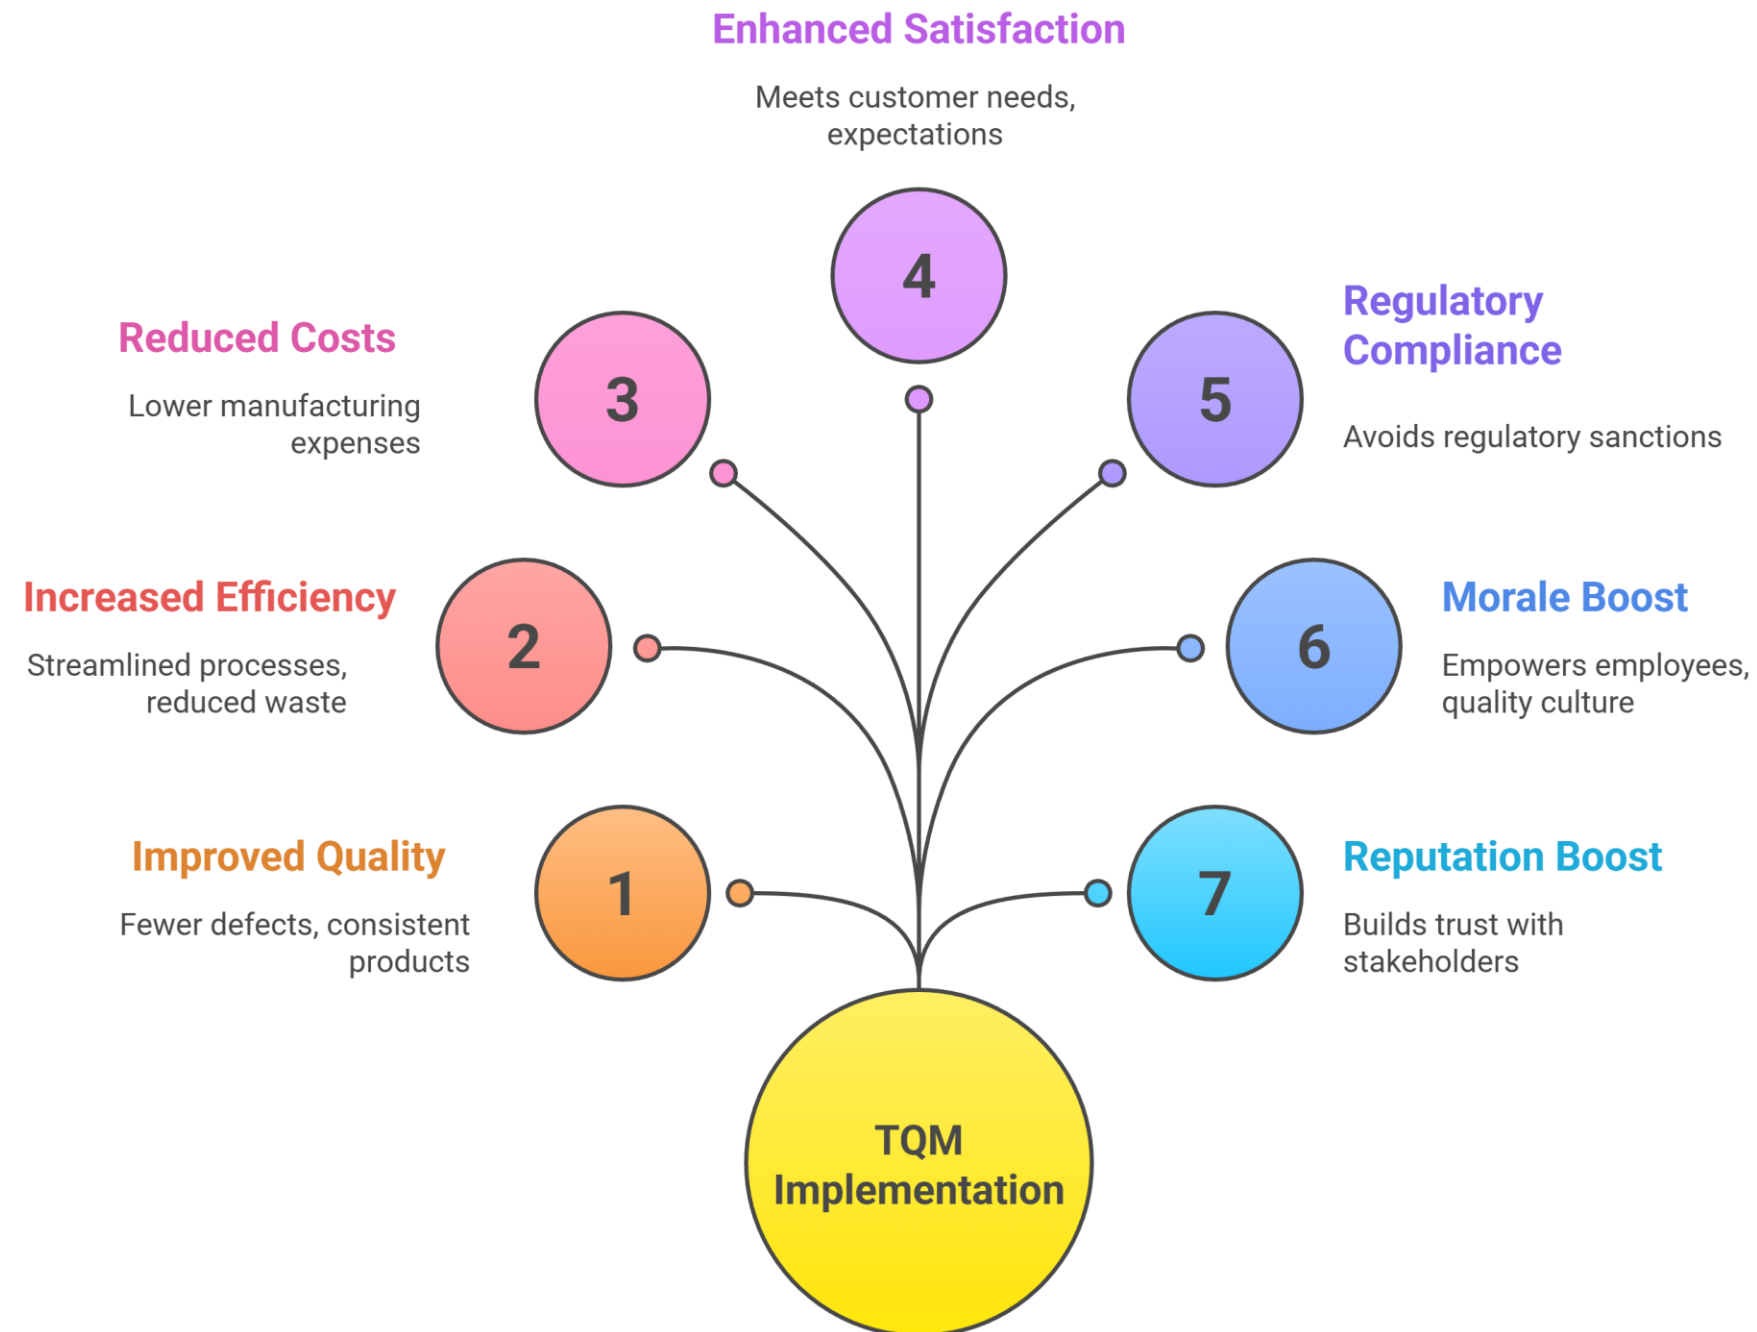 Enhanced Satisfaction
Meets customer needs,
expectations
4
Reduced Costs
Lower manufacturing
expenses
3
5
Regulatory
Compliance
Avoids regulatory sanctions
Increased Efficiency
Streamlined processes,
reduced waste
2
6
Morale Boost
Empowers employees,
quality culture
Improved Quality
Fewer defects, consistent
products
1
7
Reputation Boost
Builds trust with
stakeholders
TQM
Implementation